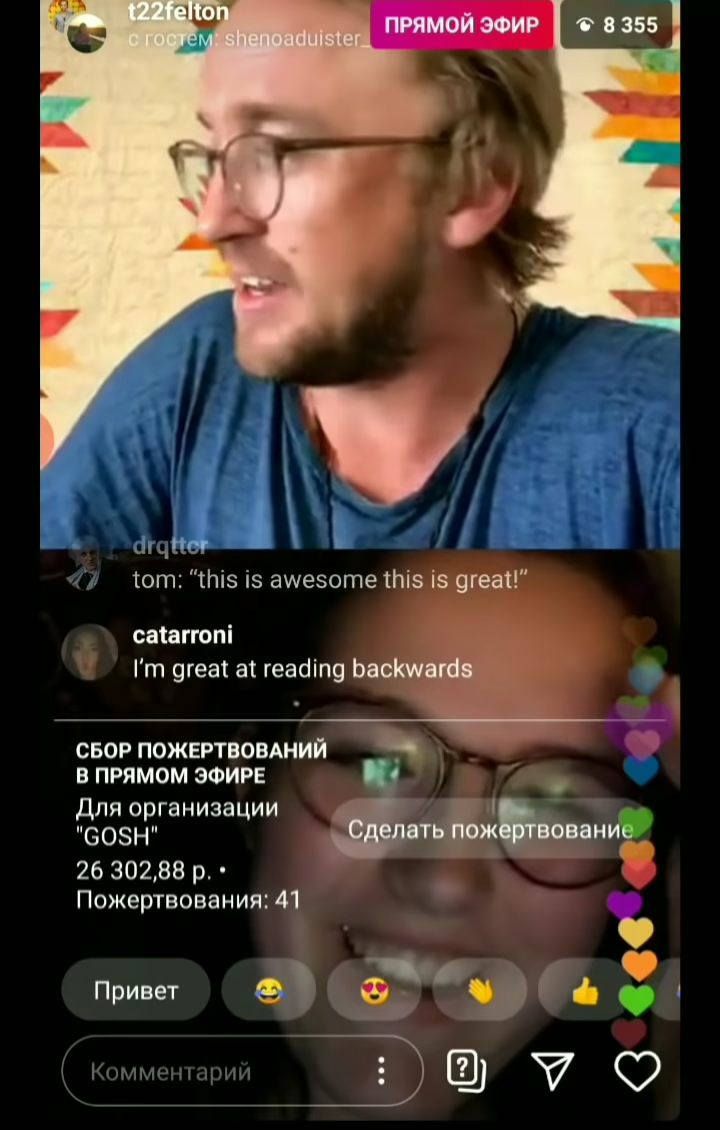 t22felton
с гостем: shenoaduister_
ПРЯМОЙ ЭФИР
8 355
drqttcr
tom: “this is awesome this is great!”
catarroni
I’m great at reading backwards
СБОР ПОЖЕРТВОВАНИЙ
В ПРЯМОМ ЭФИРЕ
Для организации
"GOSH"
26 302,88 р. •
Пожертвования: 41
Сделать пожертвование
Привет
Комментарий